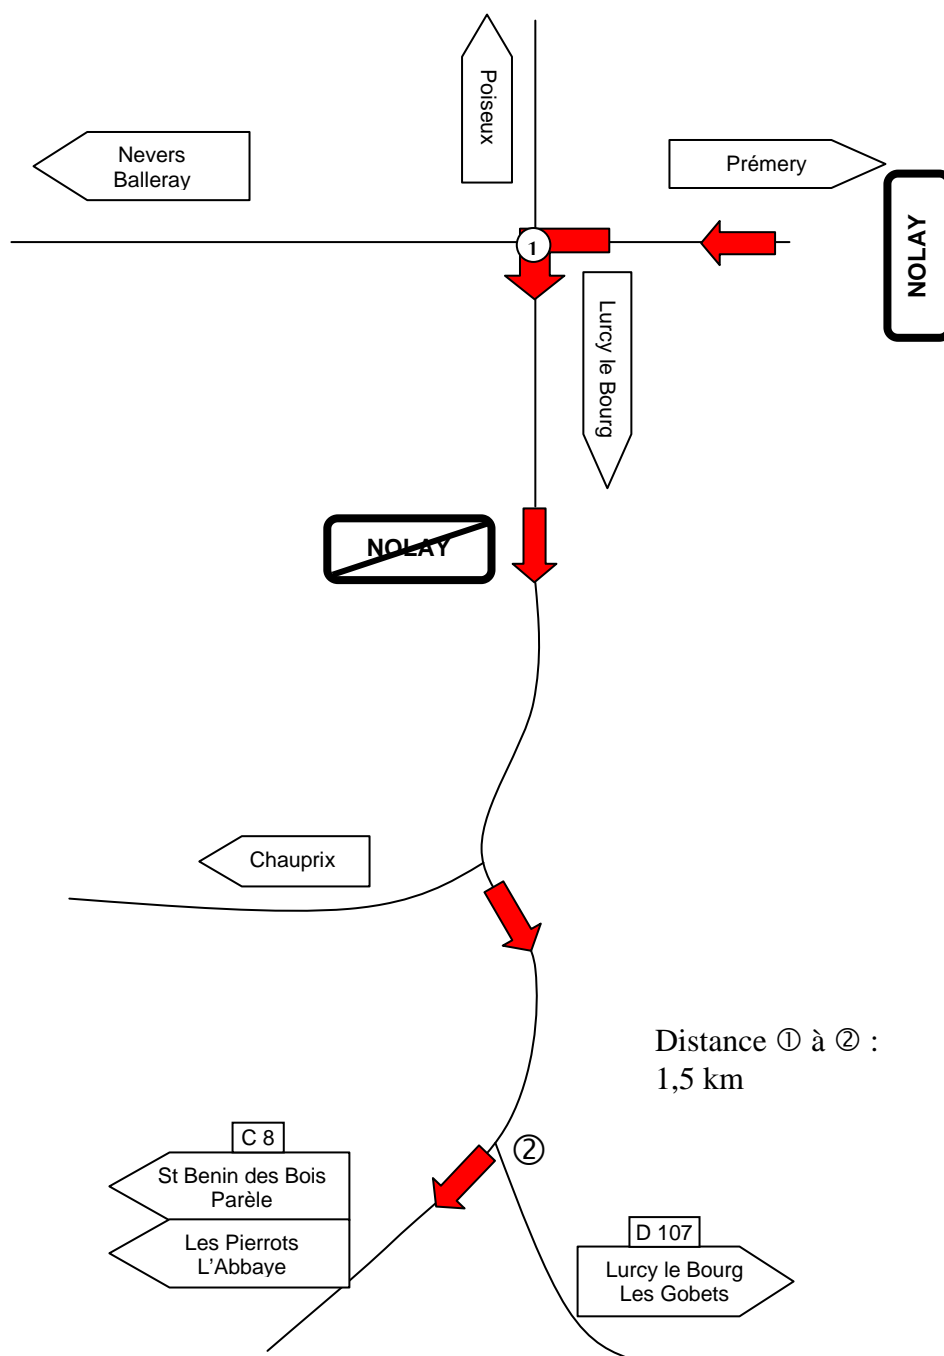 Poiseux
Nevers
Balleray
Prémery
NOLAY
1
Lurcy le Bourg
NOLAY
Chauprix
Distance ① à ② :
1,5 km
②
C 8
St Benin des Bois
Parèle
Les Pierrots
L'Abbaye
D 107
Lurcy le Bourg
Les Gobets